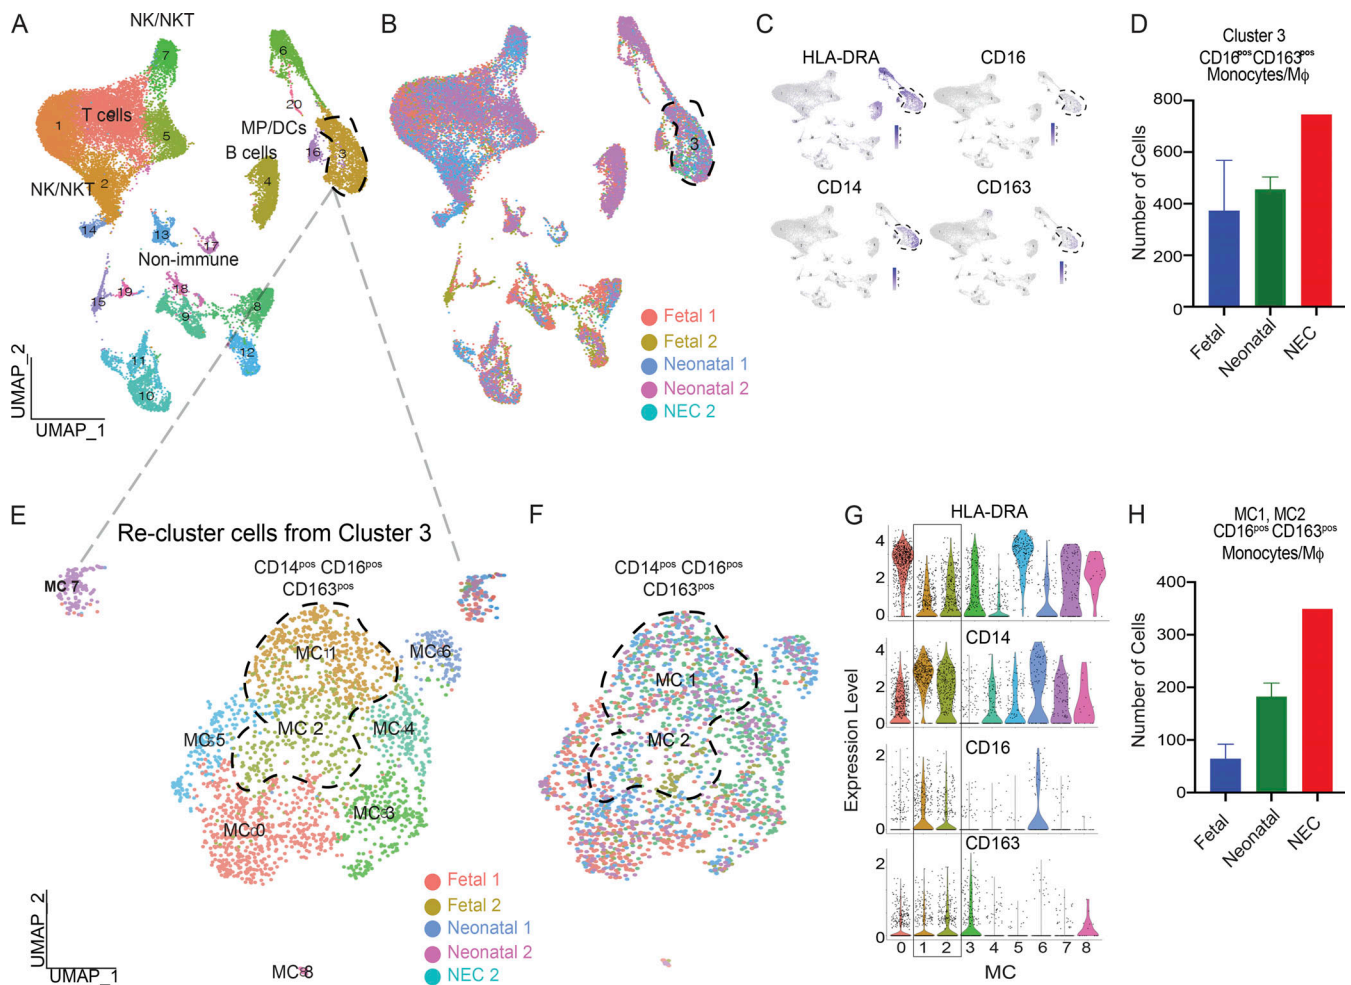 A
NK/NKT
7
6
20
1
T cells
5
MP/DCs
16
3
B cells
4
2
NK/NKT
14
13
17
Non-immune
15
19
18
9
8
11
12
10
UMAP_2
UMAP_1
B
3
Fetal 1
Fetal 2
Neonatal 1
Neonatal 2
NEC 2
C
HLA-DRA
CD16
CD14
CD163
D
Cluster 3
CD16pos CD163pos
Monocytes/Mϕ
Number of Cells
800
600
400
200
0
Fetal
Neonatal
NEC
E
Re-cluster cells from Cluster 3
CD14pos CD16pos
CD163pos
MC 7
MC 11
MC 6
MC 2
MC 4
MC 5
MC 0
MC 3
MC 8
UMAP_2
UMAP_1
Fetal 1
Fetal 2
Neonatal 1
Neonatal 2
NEC 2
F
CD14pos CD16pos
CD163pos
MC 1
MC 2
G
HLA-DRA
4
2
0
CD14
4
2
0
CD16
2
0
CD163
2
0
Expression Level
0 1 2 3 4 5 6 7 8
MC
H
MC1, MC2
CD16pos CD163pos
Monocytes/Mϕ
Number of Cells
400
300
200
100
0
Fetal
Neonatal
NEC